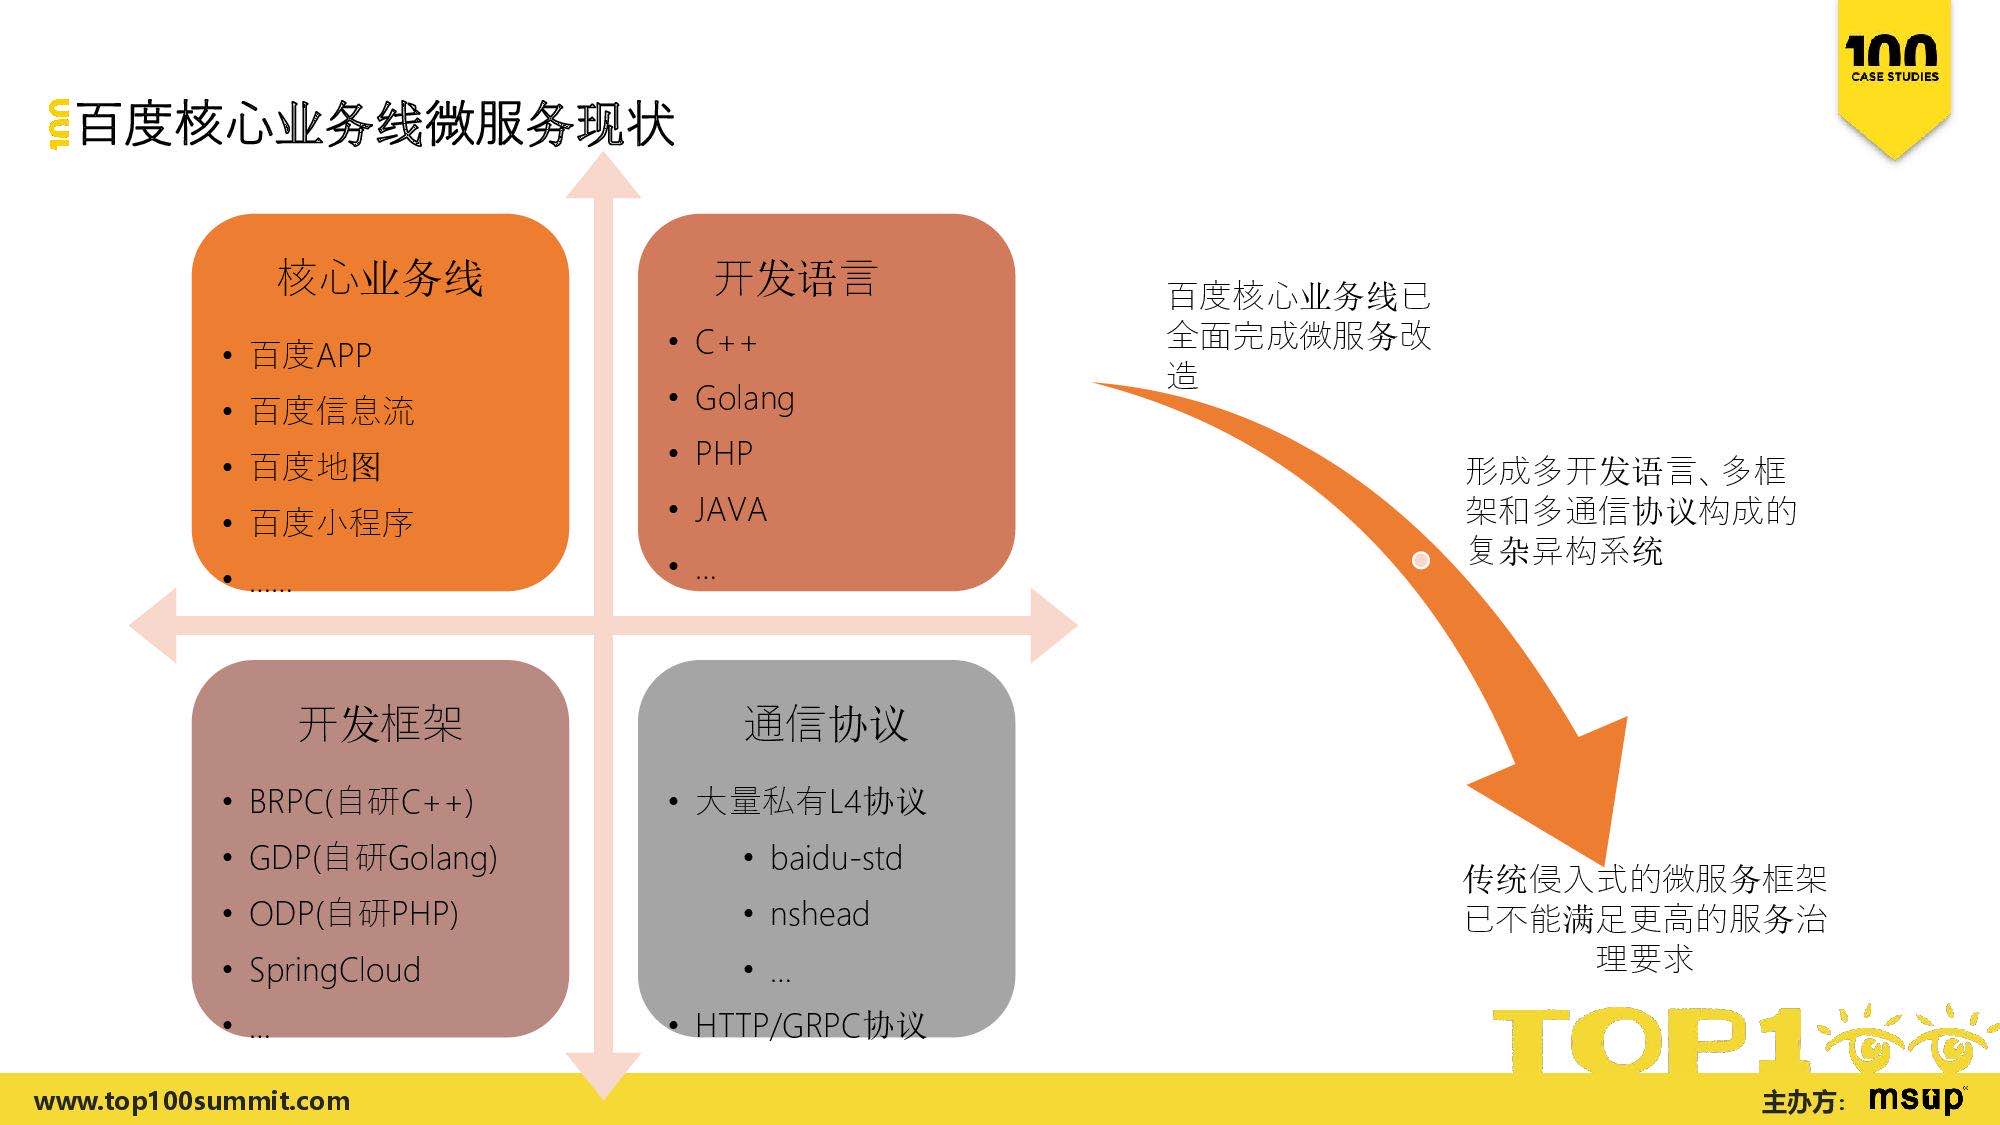 100
CASE STUDIES
百度核心业务线微服务现状
核心业务线
• 百度APP
• 百度信息流
• 百度地图
• 百度小程序
• ......
开发语言
• C++
• Golang
• PHP
• JAVA
• ...
开发框架
• BRPC(自研C++)
• GDP(自研Golang)
• ODP(自研PHP)
• SpringCloud
• ...
通信协议
• 大量私有L4协议
• baidu-std
• nshead
• ...
• HTTP/GRPC协议
百度核心业务线已
全面完成微服务改
造
形成多开发语言、多框
架和多通信协议构成的
复杂异构系统
传统侵入式的微服务框架
已不能满足更高的服务治
理要求
TOP100
www.top100summit.com
主办方：
msup